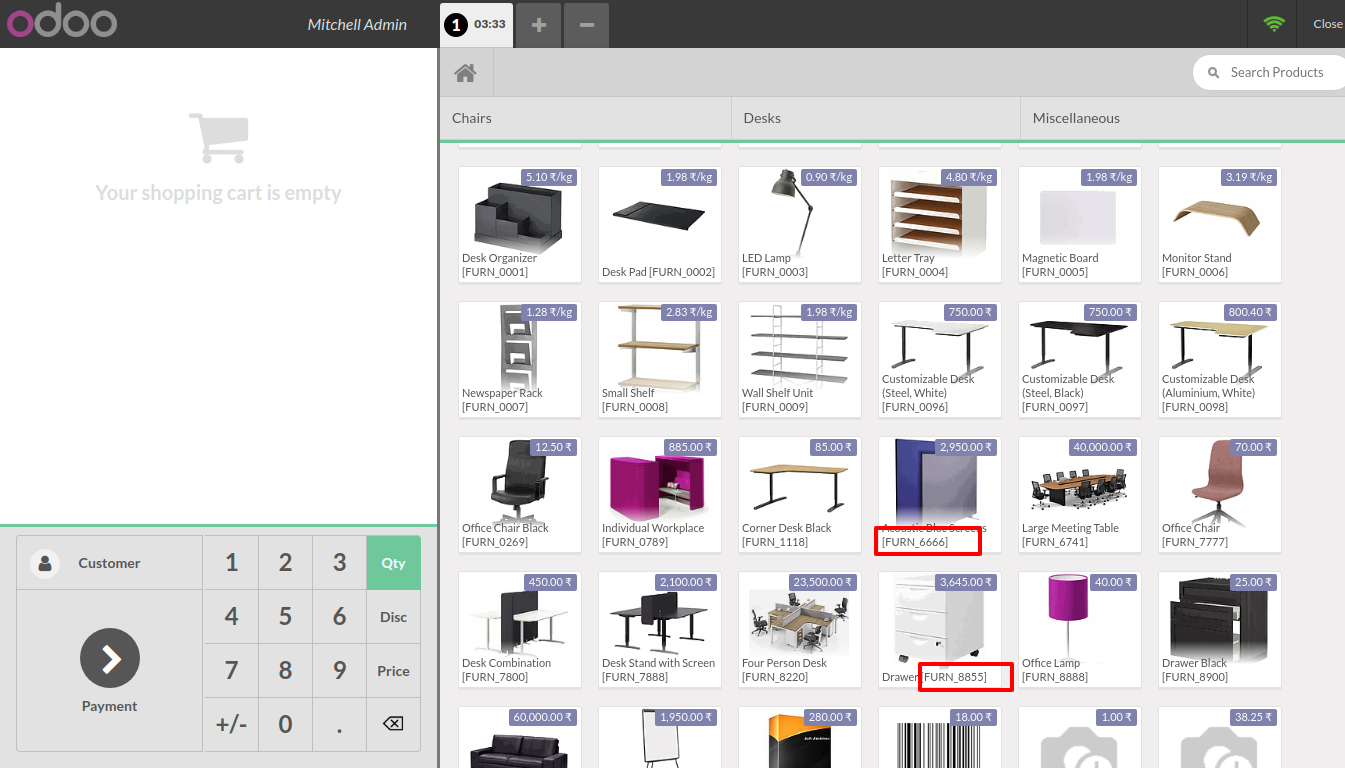 odoo
Mitchell Admin
1 03:33
Close
Search Products
Chairs
Desks
Miscellaneous
Your shopping cart is empty
5.10 ₹/kg
Desk Organizer
[FURN_0001]
1.98 ₹/kg
Desk Pad [FURN_0002]
0.90 ₹/kg
LED Lamp
[FURN_0003]
4.80 ₹/kg
Letter Tray
[FURN_0004]
1.98 ₹/kg
Magnetic Board
[FURN_0005]
3.19 ₹/kg
Monitor Stand
[FURN_0006]
1.28 ₹/kg
Newspaper Rack
[FURN_0007]
2.83 ₹/kg
Small Shelf
[FURN_0008]
1.98 ₹/kg
Wall Shelf Unit
[FURN_0009]
750.00 ₹
Customizable Desk
(Steel, White)
[FURN_0096]
750.00 ₹
Customizable Desk
(Steel, Black)
[FURN_0097]
800.40 ₹
Customizable Desk
(Aluminium, White)
[FURN_0098]
12.50 ₹
Office Chair Black
[FURN_0269]
885.00 ₹
Individual Workplace
[FURN_0789]
85.00 ₹
Corner Desk Black
[FURN_1118]
2,950.00 ₹
Acoustic Bloc Screens
[FURN_6666]
40,000.00 ₹
Large Meeting Table
[FURN_6741]
70.00 ₹
Office Chair
[FURN_7777]
450.00 ₹
Desk Combination
[FURN_7800]
2,100.00 ₹
Desk Stand with Screen
[FURN_7888]
23,500.00 ₹
Four Person Desk
[FURN_8220]
3,645.00 ₹
Drawer [FURN_8855]
40.00 ₹
Office Lamp
[FURN_8888]
25.00 ₹
Drawer Black
[FURN_8900]
60,000.00 ₹
1,950.00 ₹
280.00 ₹
18.00 ₹
1.00 ₹
38.25 ₹
Customer
Payment
1 2 3 Qty
4 5 6 Disc
7 8 9 Price
+/- 0 .